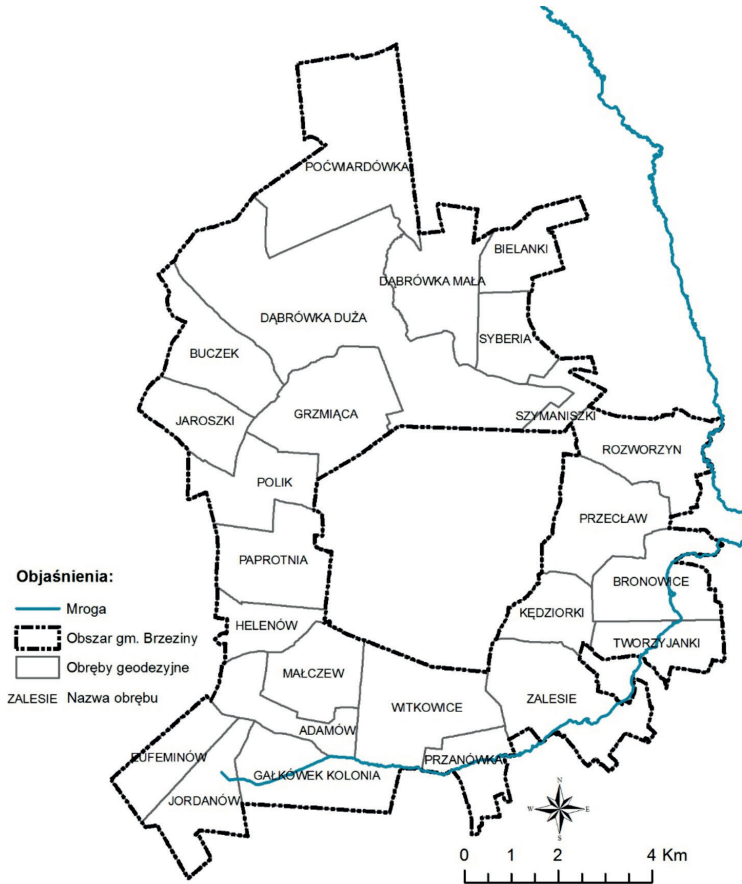 POĆWIARDÓWKA
BIELANKI
DĄBRÓWKA MAŁA
DĄBRÓWKA DUŻA
SYBERIA
BUCZEK
JAROSZKI
GRZMIĄCA
SZYMANISZKI
ROZWORZYN
POLIK
PRZECŁAW
PAPROTNIA
BRONOWICE
KĘDZIORKI
HELENÓW
TWORZYJANKI
MAŁCZEW
ZALESIE
WITKOWICE
ADAMÓW
EUFEMINÓW
PRZANÓWKA
GAŁKÓWEK KOLONIA
JORDANÓW
Objaśnienia:
Mroga
Obszar gm. Brzeziny
Obręby geodezyjne
ZALESIE Nazwa obrębu
N
W E
S
0 1 2 4 Km